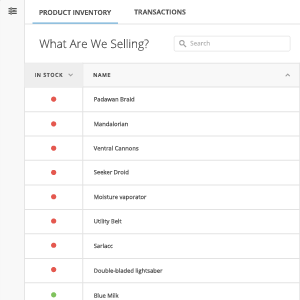 PRODUCT INVENTORY TRANSACTIONS
What Are We Selling?
Search
IN STOCK NAME
Padawan Braid
Mandalorian
Ventral Cannons
Seeker Droid
Moisture vaporator
Utility Belt
Sarlacc
Double-bladed lightsaber
Blue Milk